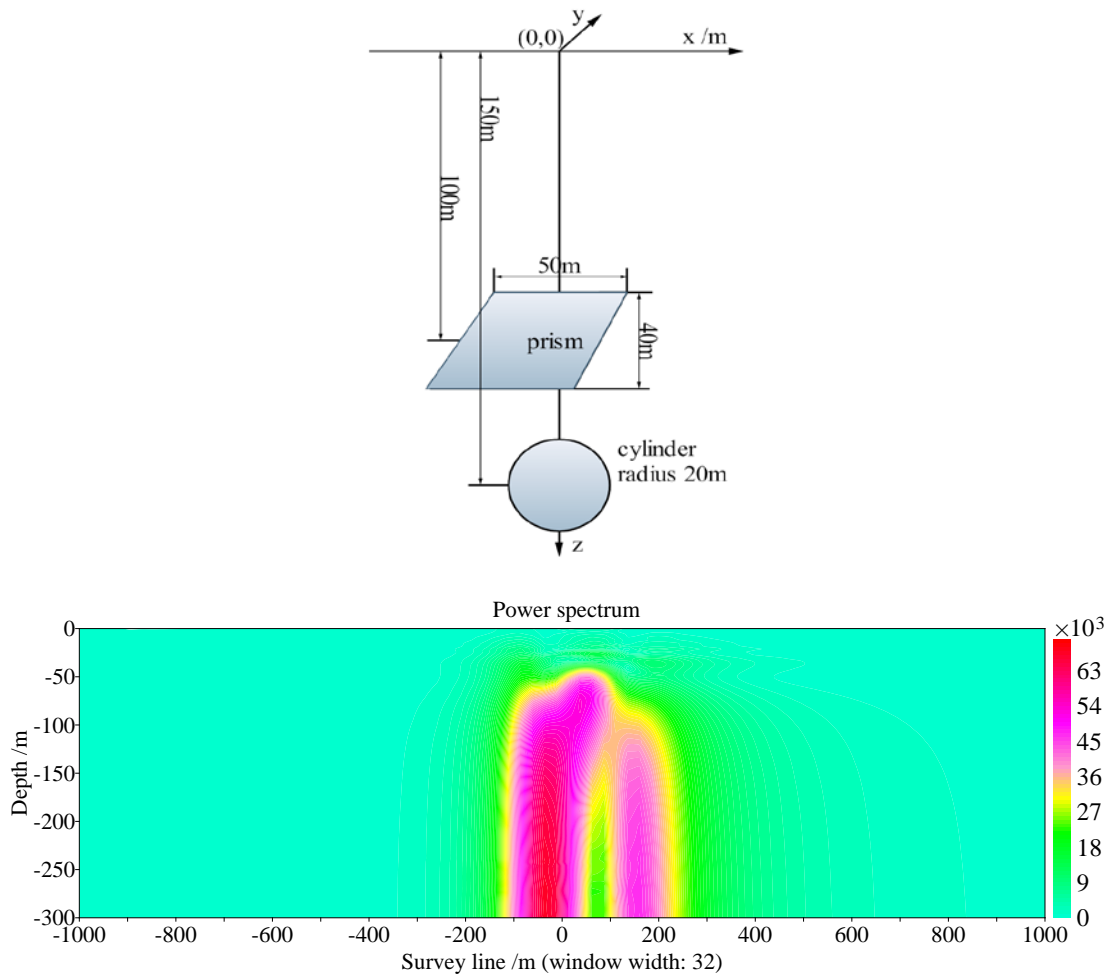 y
(0,0)
x /m
150m
100m
50m
prism
40m
cylinder
radius 20m
z
Power spectrum
×10³
0
-50
-100
-150
-200
-250
-300
Depth /m
63
54
45
36
27
18
9
0
-1000 -800 -600 -400 -200 0 200 400 600 800 1000
Survey line /m (window width: 32)